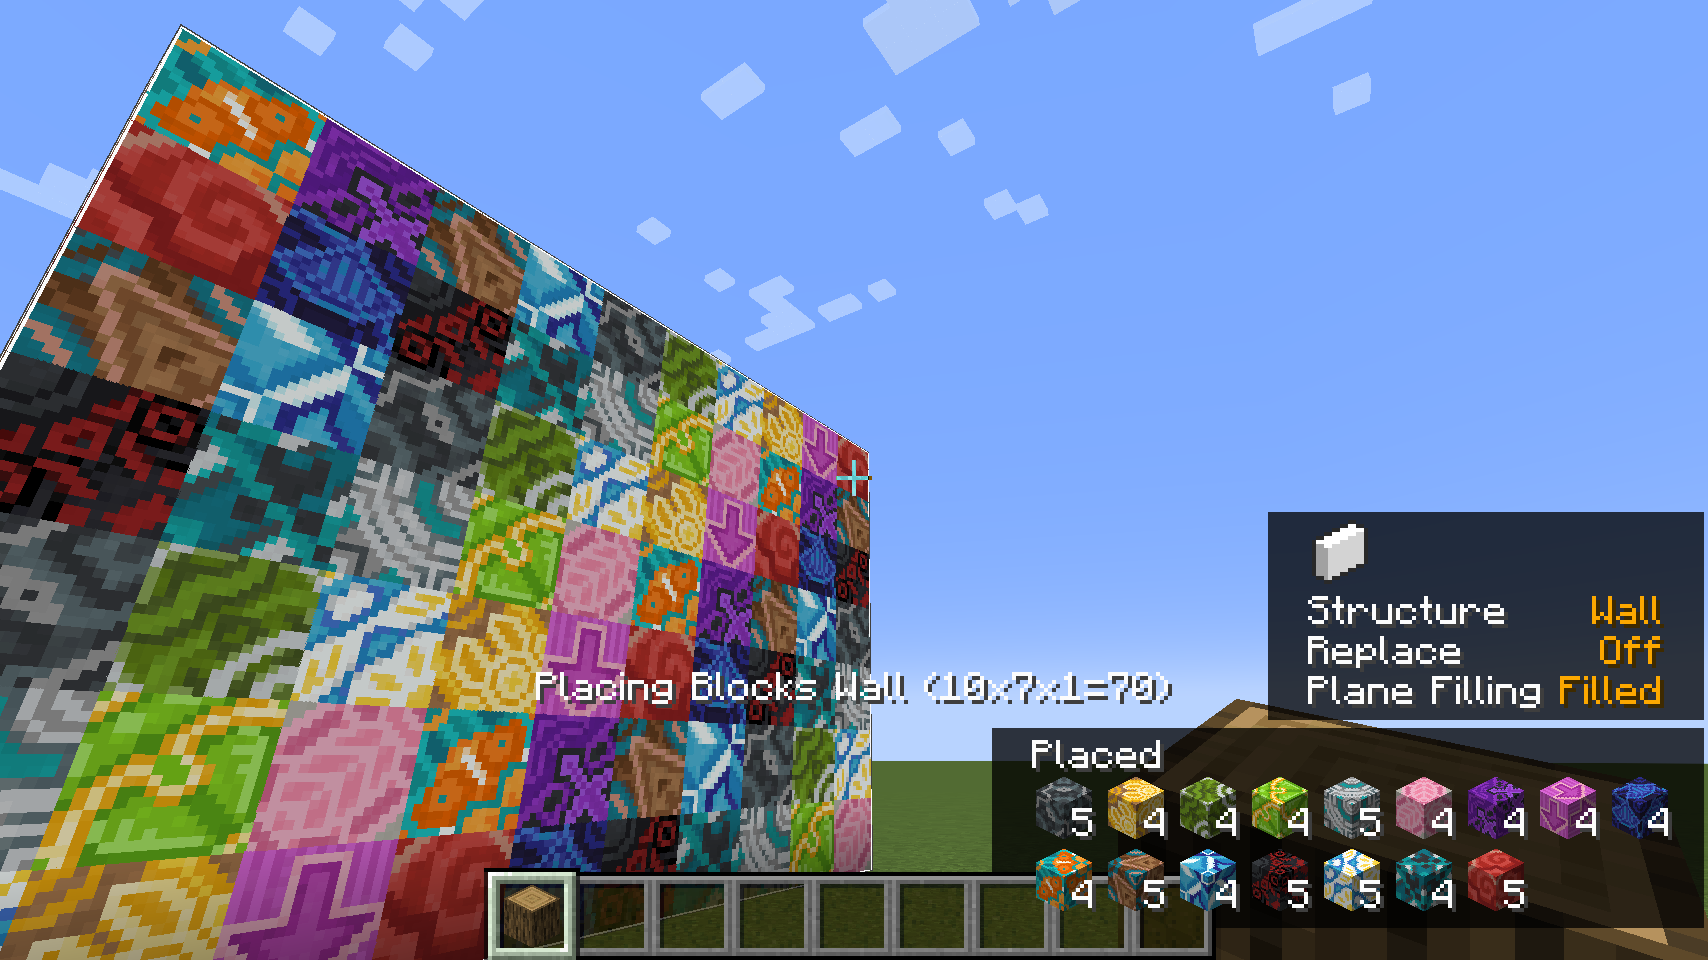 Structure Wall
Replace Off
Plane Filling Filled
Placing Blocks Wall (10x7x1=70)
Placed
5 4 4 4 5 4 4 4 4
4 5 4 5 5 4 5